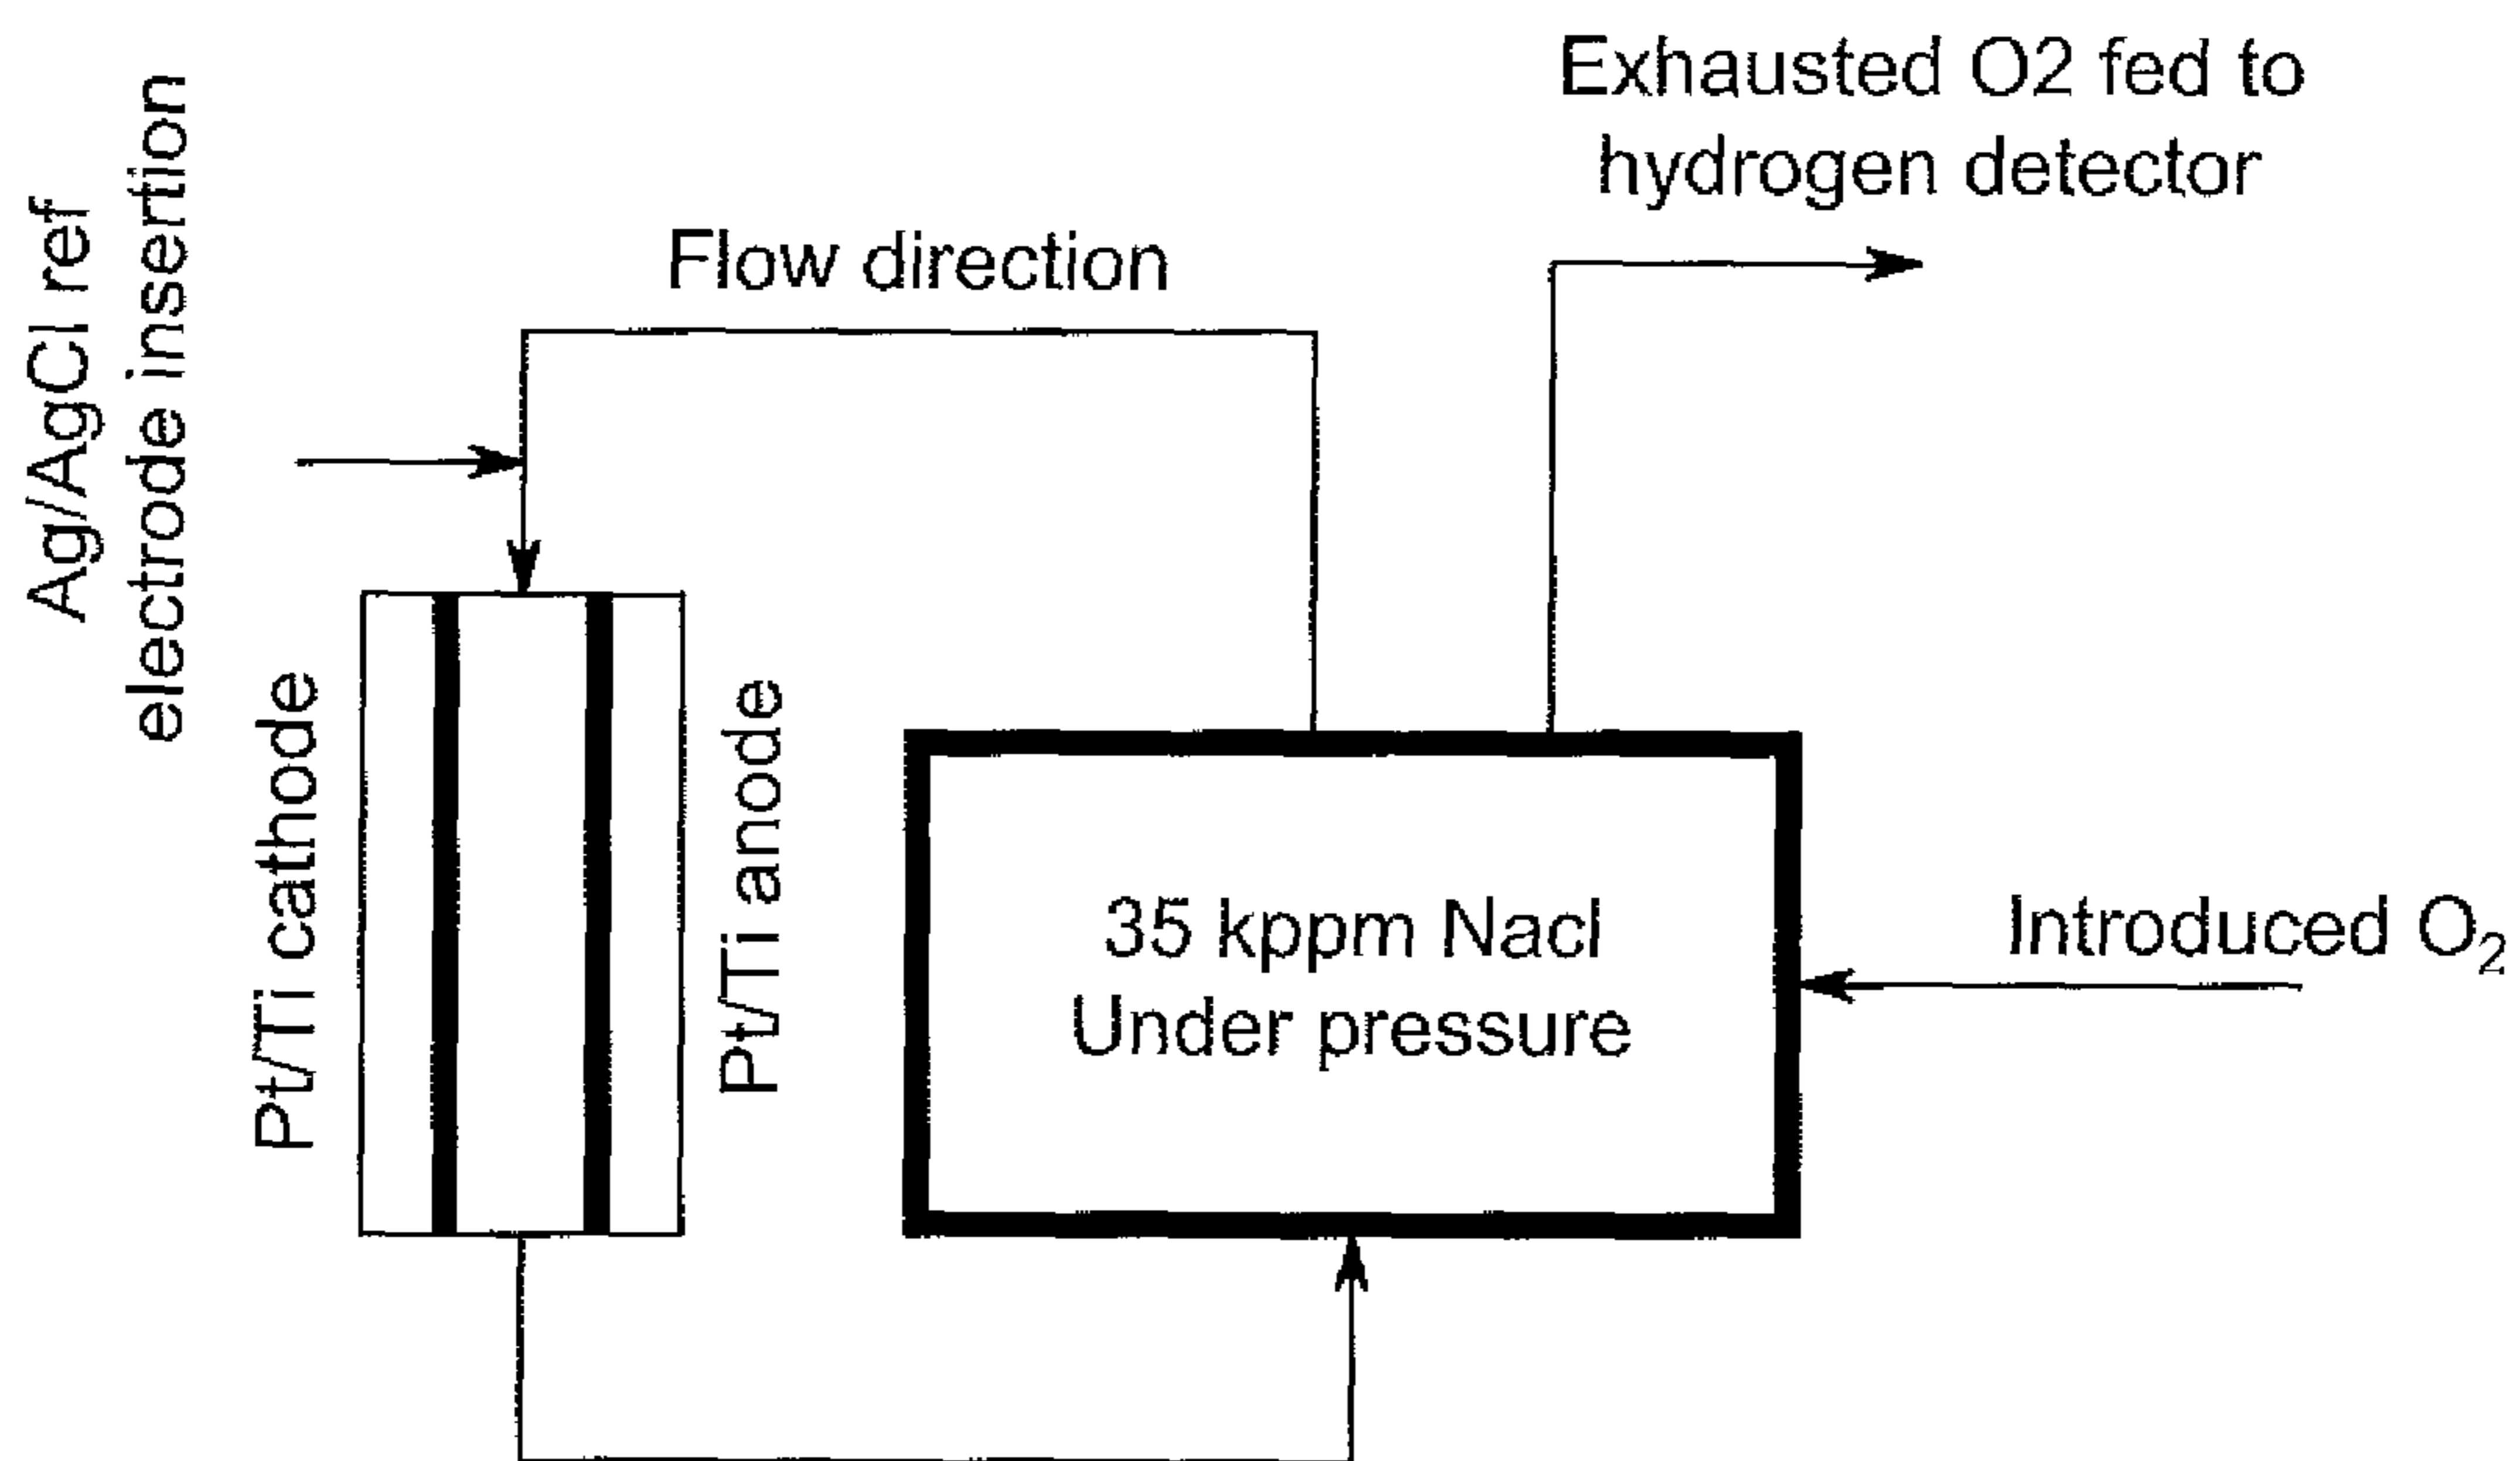 Exhausted O2 fed to
hydrogen detector
Flow direction
Ag/AgCl ref
electrode insertion
Pt/Ti cathode
Pt/Ti anode
35 kppm Nacl
Under pressure
Introduced O₂